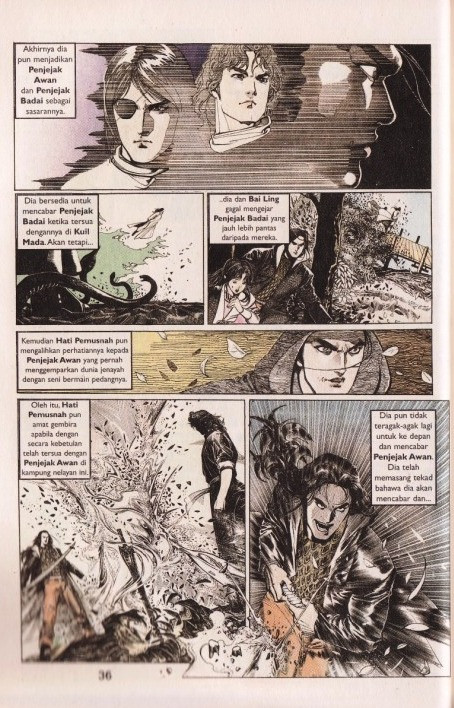 Akhirnya dia
pun menjadikan
Penjejak
Awan
dan Penjejak
Badai sebagai
sasarannya.
Dia bersedia untuk
mencabar Penjejak
Badai ketika tersua
dengannya di Kuil
Mada. Akan tetapi...
..dia dan Bai Ling
gagal mengejar
Penjejak Badai yang
jauh lebih pantas
daripada mereka.
Kemudian Hati Pemusnah pun
mengalihkan perhatiannya kepada
Penjejak Awan yang pernah
menggemparkan dunia jenayah
dengan seni bermain pedangnya.
Oleh itu, Hati
Pemusnah pun
amat gembira
apabila dengan
secara kebetulan
telah tersua dengan
Penjejak Awan di
kampung nelayan ini.
Dia pun tidak
teragak-agak lagi
untuk ke depan
dan mencabar
Penjejak Awan.
Dia telah
memasang tekad
bahawa dia akan
mencabar dan...
36